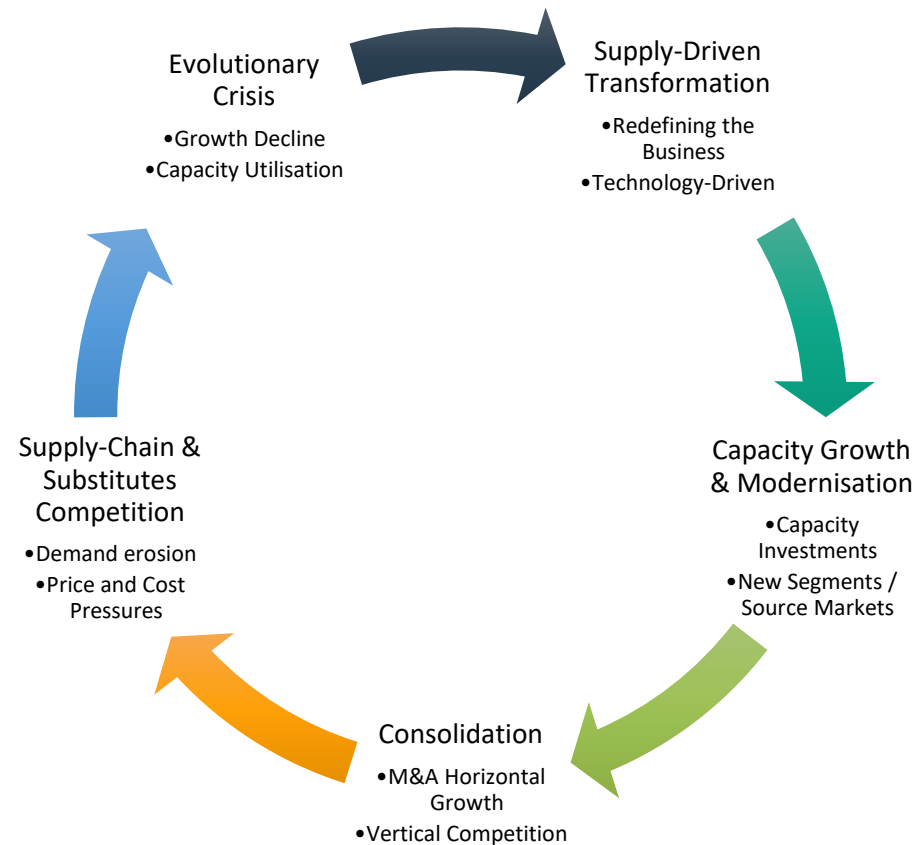 Evolutionary
Crisis
•Growth Decline
•Capacity Utilisation
Supply-Driven
Transformation
•Redefining the
Business
•Technology-Driven
Capacity Growth
& Modernisation
•Capacity
Investments
•New Segments /
Source Markets
Consolidation
•M&A Horizontal
Growth
•Vertical Competition
Supply-Chain &
Substitutes
Competition
•Demand erosion
•Price and Cost
Pressures